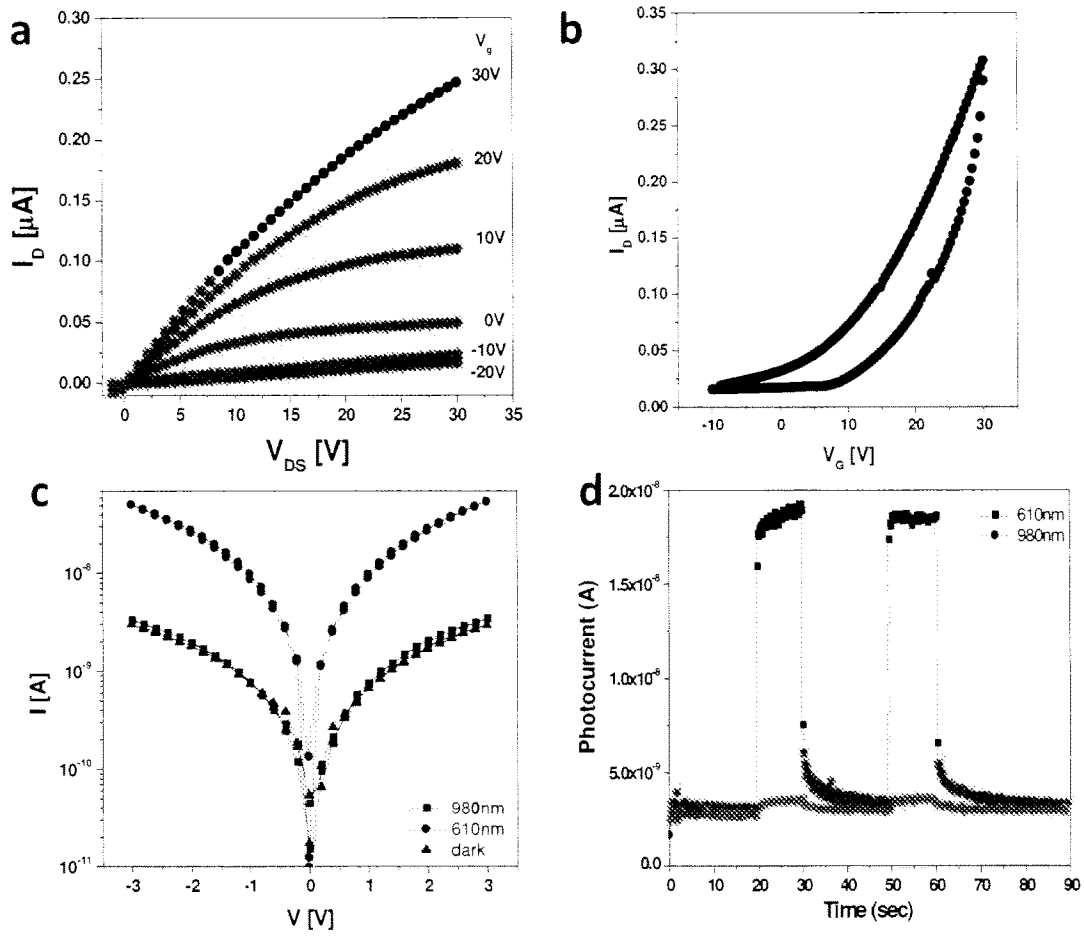 a
0.30
0.25
0.20
0.15
0.10
0.05
0.00
I_D [µA]
V_g
30V
20V
10V
0V
-10V
-20V
0 5 10 15 20 25 30 35
V_DS [V]
b
0.35
0.30
0.25
0.20
0.15
0.10
0.05
0.00
I_D [µA]
-10 0 10 20 30
V_G [V]
c
10⁻⁸
10⁻⁹
10⁻¹⁰
10⁻¹¹
I [A]
980nm
610nm
dark
-3 -2 -1 0 1 2 3
V [V]
d
2.0x10⁻⁸
1.5x10⁻⁸
1.0x10⁻⁸
5.0x10⁻⁹
0.0
Photocurrent (A)
610nm
980nm
0 10 20 30 40 50 60 70 80 90
Time (sec)